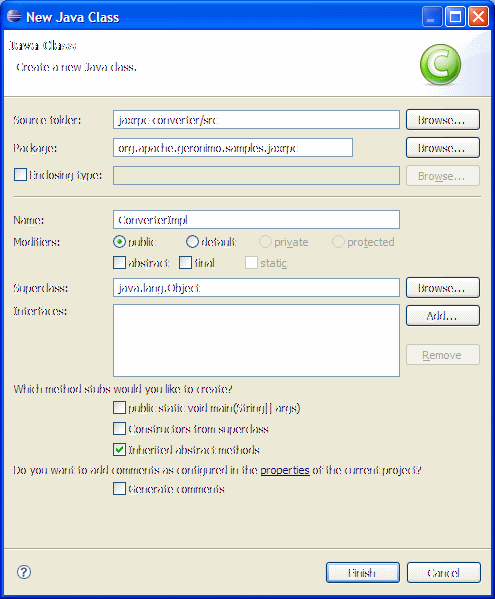 New Java Class
Java Class
Create a new Java class.
C
Source folder: jaxrpc-converter/src Browse...
Package: org.apache.geronimo.samples.jaxrpc Browse...
Enclosing type: Browse...
Name: ConverterImpl
Modifiers: public default private protected
abstract final static
Superclass: java.lang.Object Browse...
Interfaces: Add...
Remove
Which method stubs would you like to create?
public static void main(String[] args)
Constructors from superclass
Inherited abstract methods
Do you want to add comments as configured in the properties of the current project?
Generate comments
? Finish Cancel